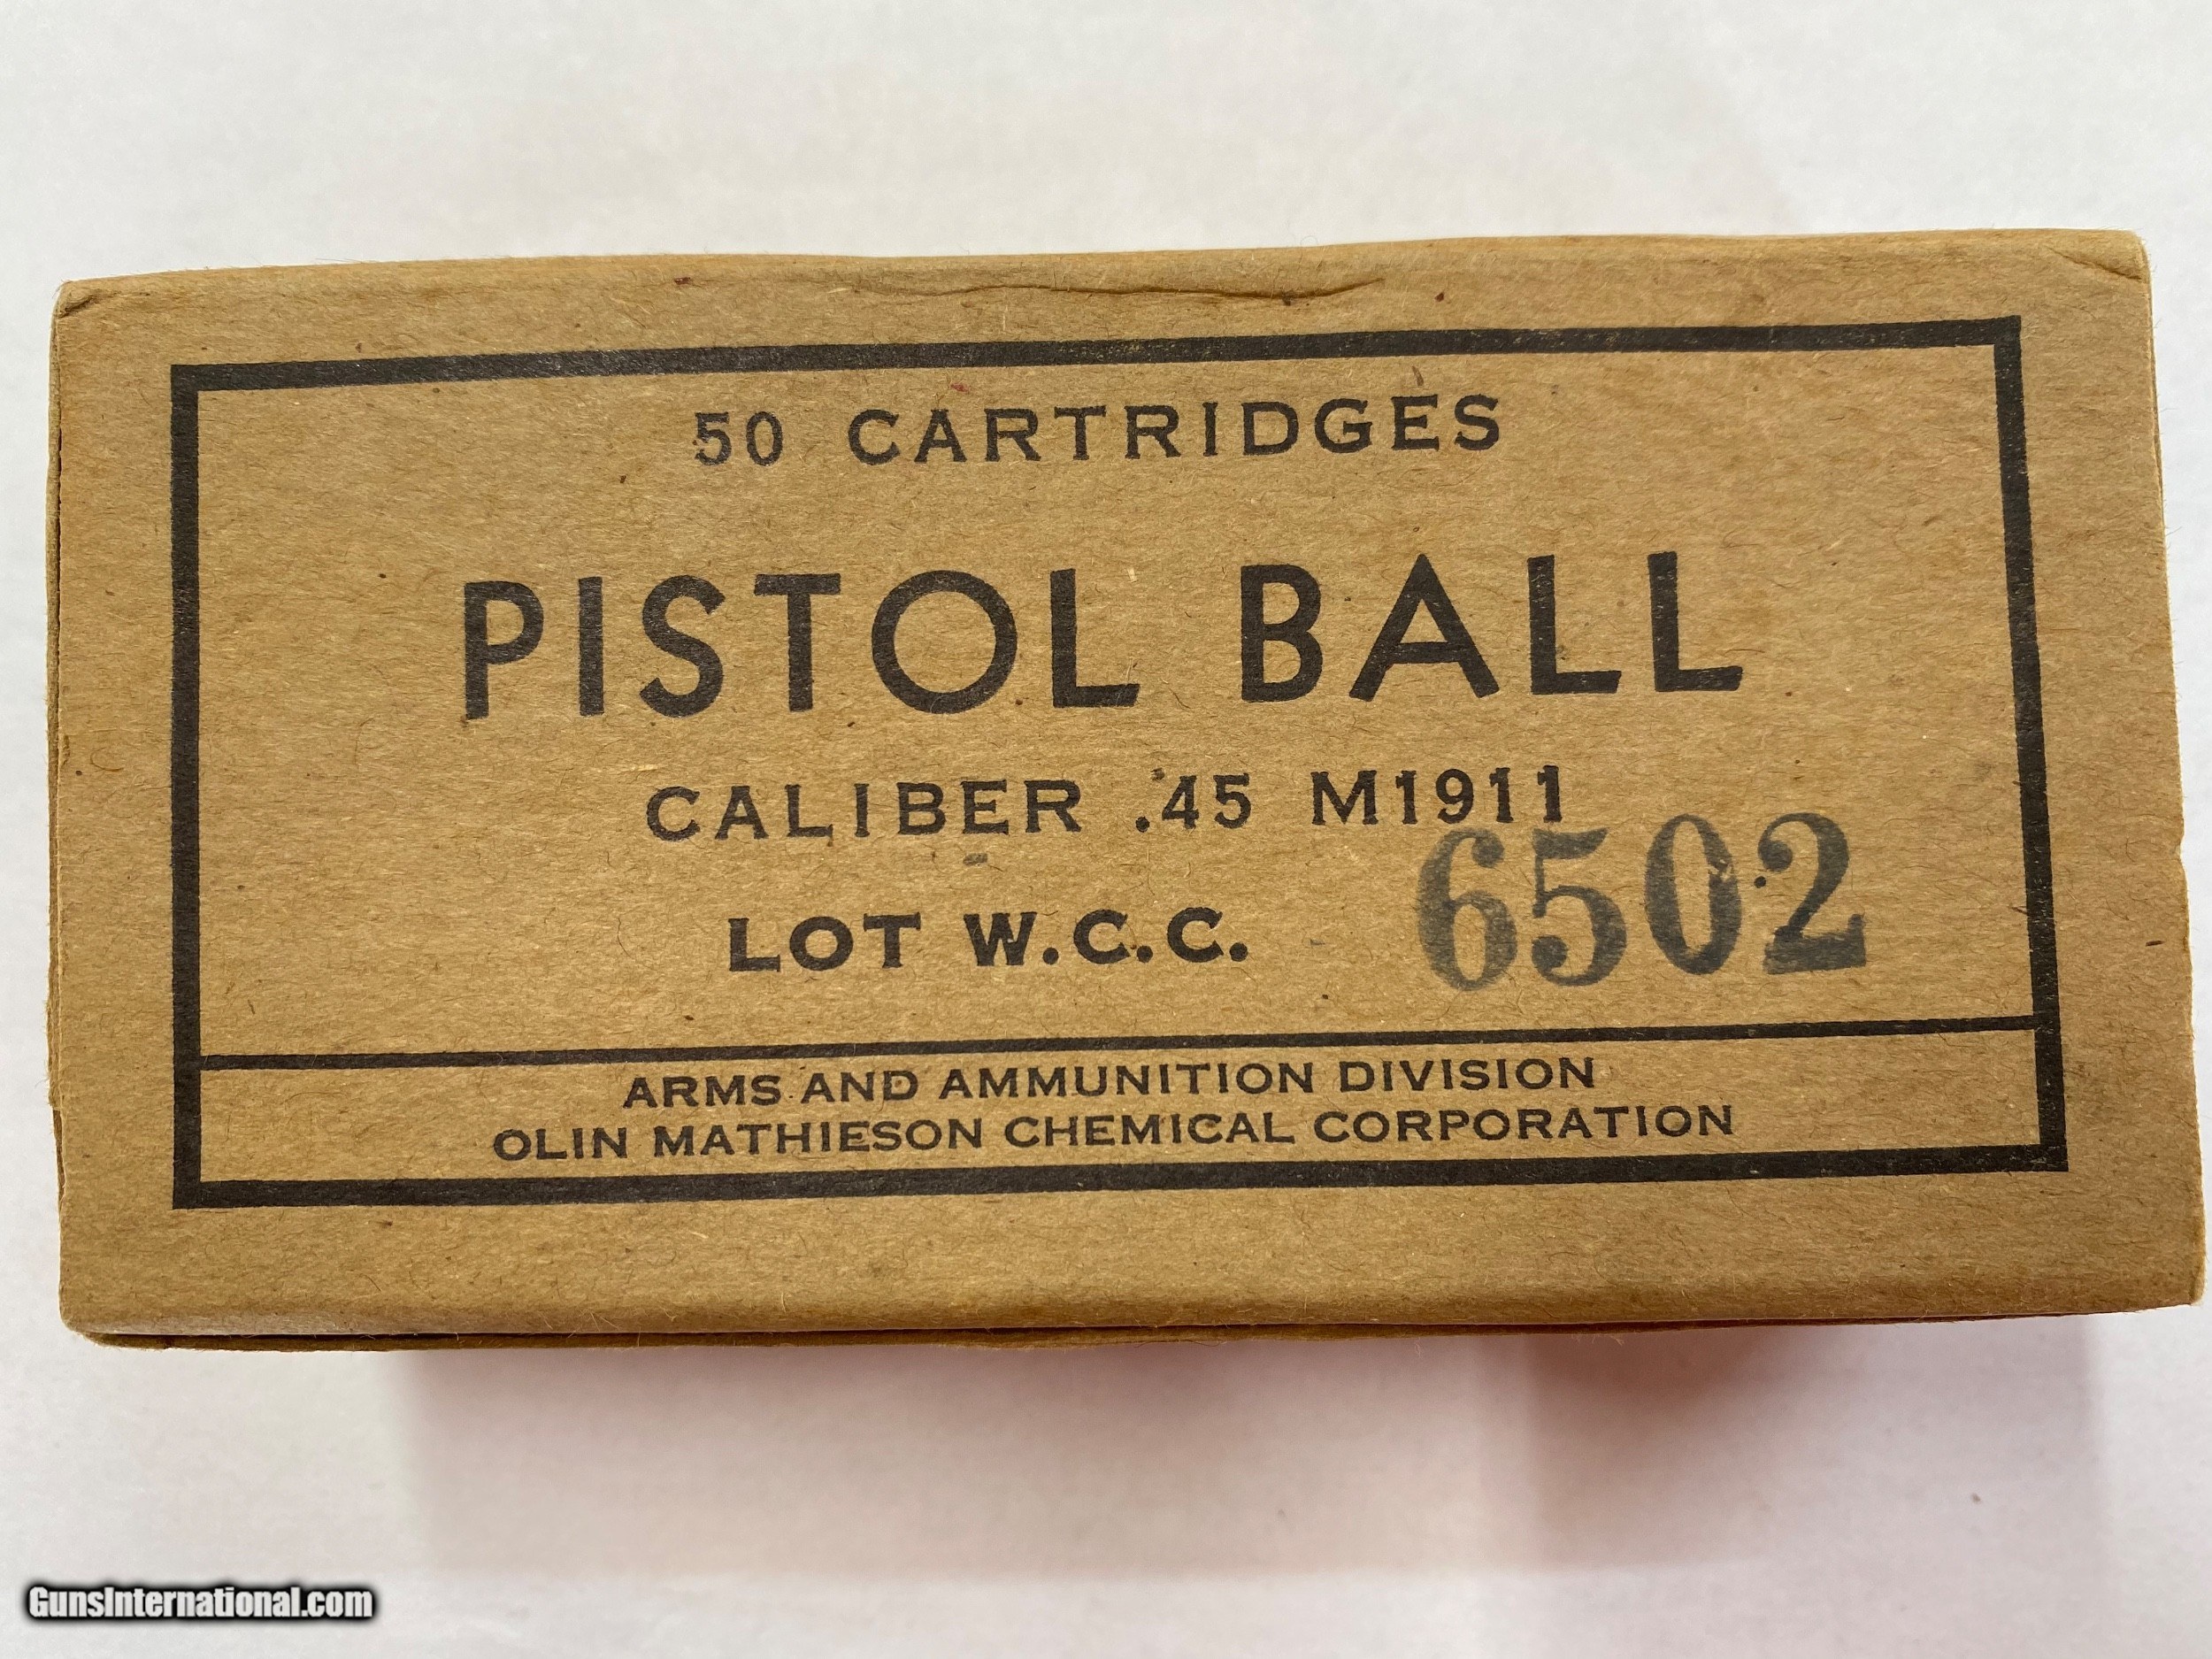 50 CARTRIDGES
PISTOL BALL
CALIBER .45 M1911
LOT W.C.C. 6502
ARMS AND AMMUNITION DIVISION
OLIN MATHIESON CHEMICAL CORPORATION
GunsInternational.com